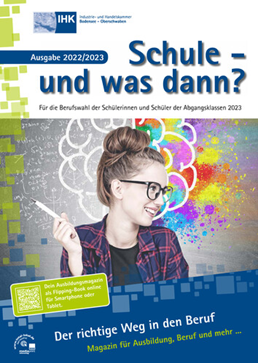 IHK
Industrie- und Handelskammer
Bodensee - Oberschwaben
Ausgabe 2022/2023
Schule -
und was dann?
Für die Berufswahl der Schülerinnen und Schüler der Abgangsklassen 2023
Dein Ausbildungsmagazin
als Flipping-Book online
für Smartphone oder
Tablet.
Der richtige Weg in den Beruf
Magazin für Ausbildung, Beruf und mehr ...